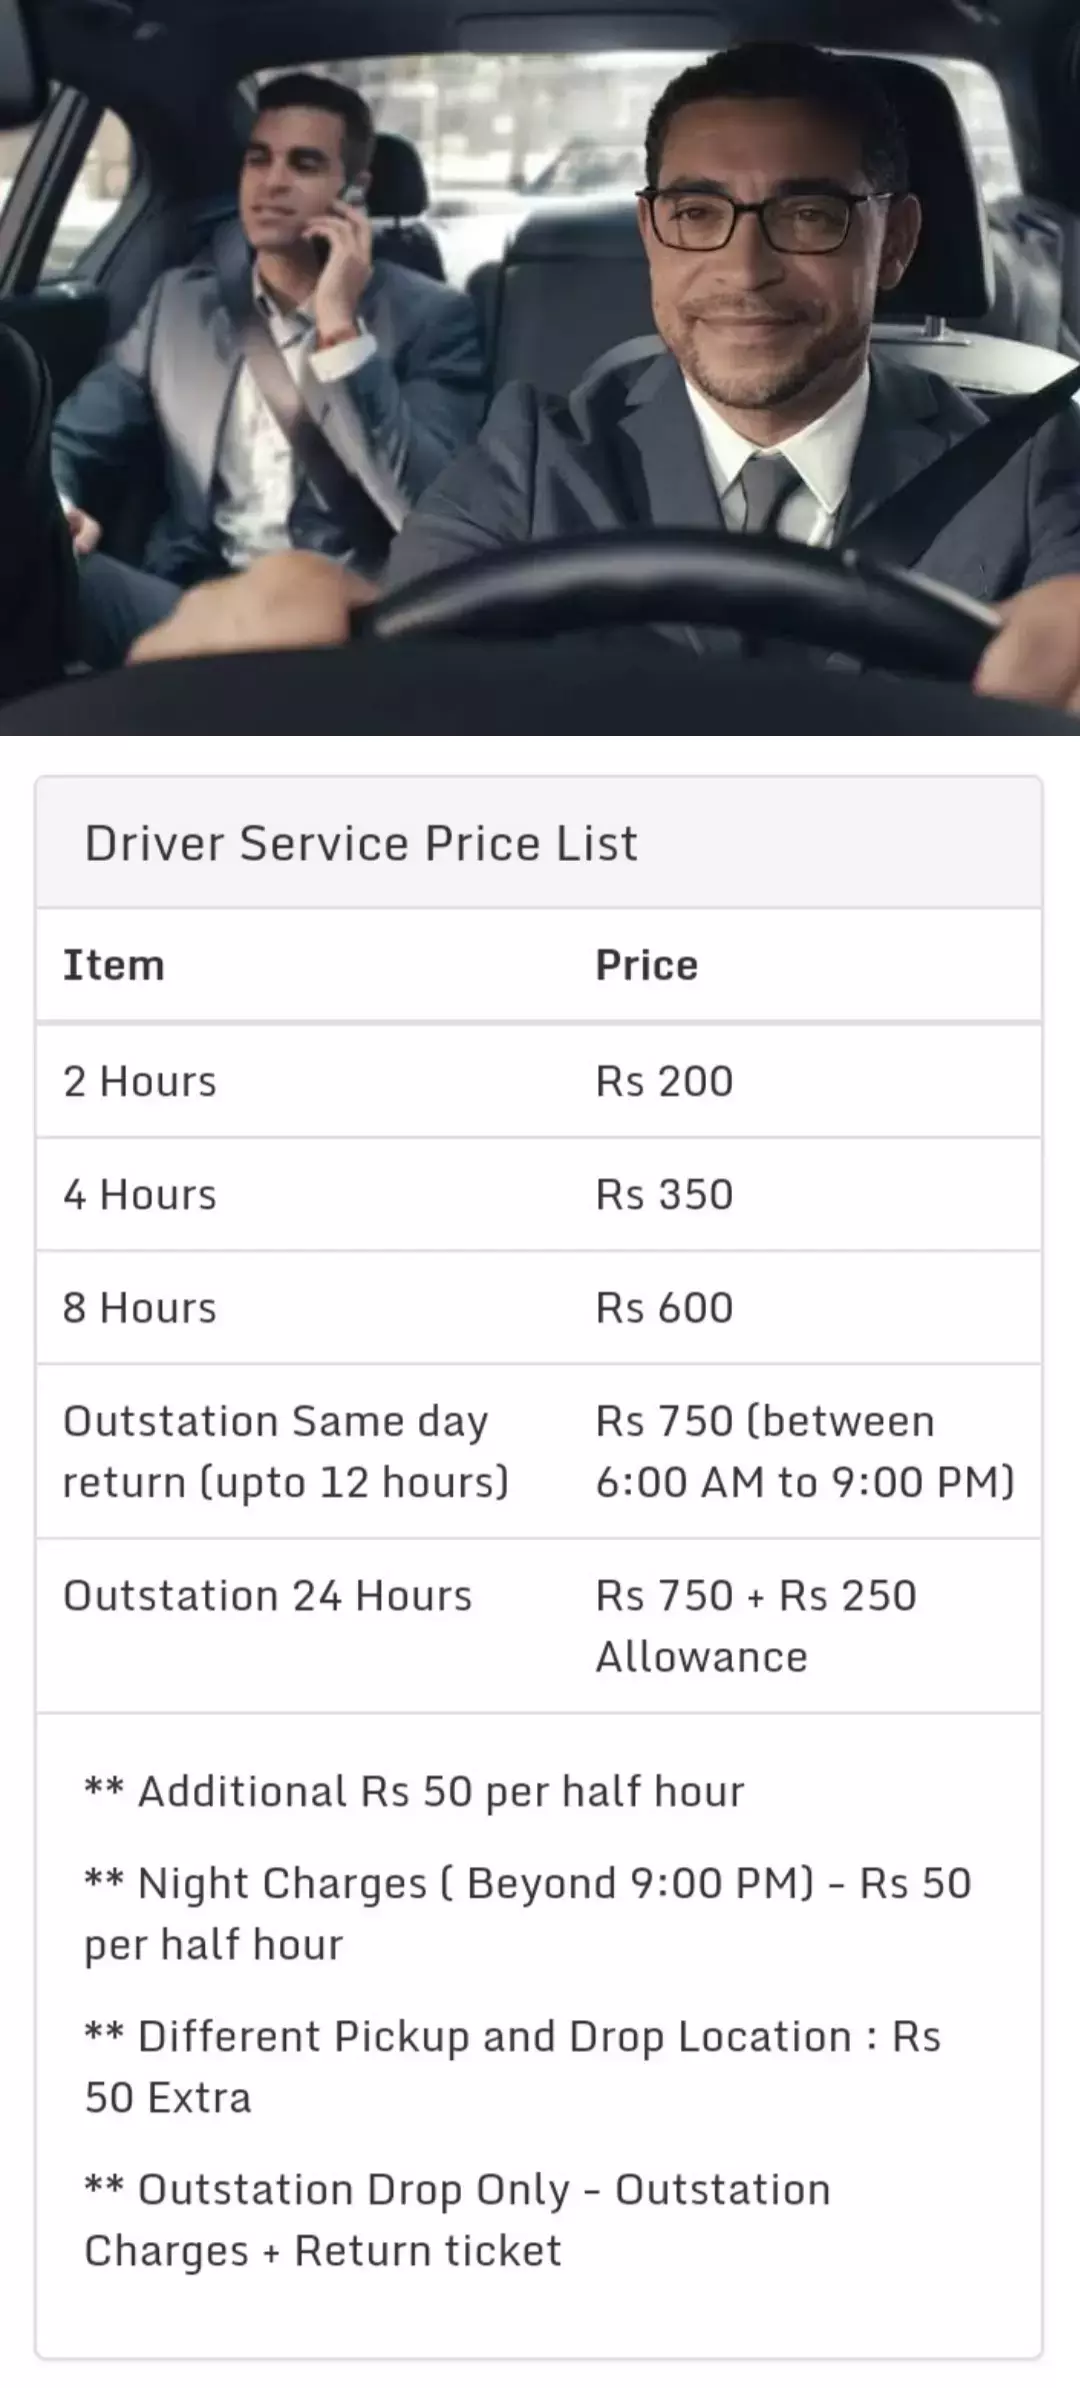 Driver Service Price List
Item Price
2 Hours Rs 200
4 Hours Rs 350
8 Hours Rs 600
Outstation Same day Rs 750 (between
return (upto 12 hours) 6:00 AM to 9:00 PM)
Outstation 24 Hours Rs 750 + Rs 250
Allowance
** Additional Rs 50 per half hour
** Night Charges ( Beyond 9:00 PM) - Rs 50
per half hour
** Different Pickup and Drop Location : Rs
50 Extra
** Outstation Drop Only - Outstation
Charges + Return ticket